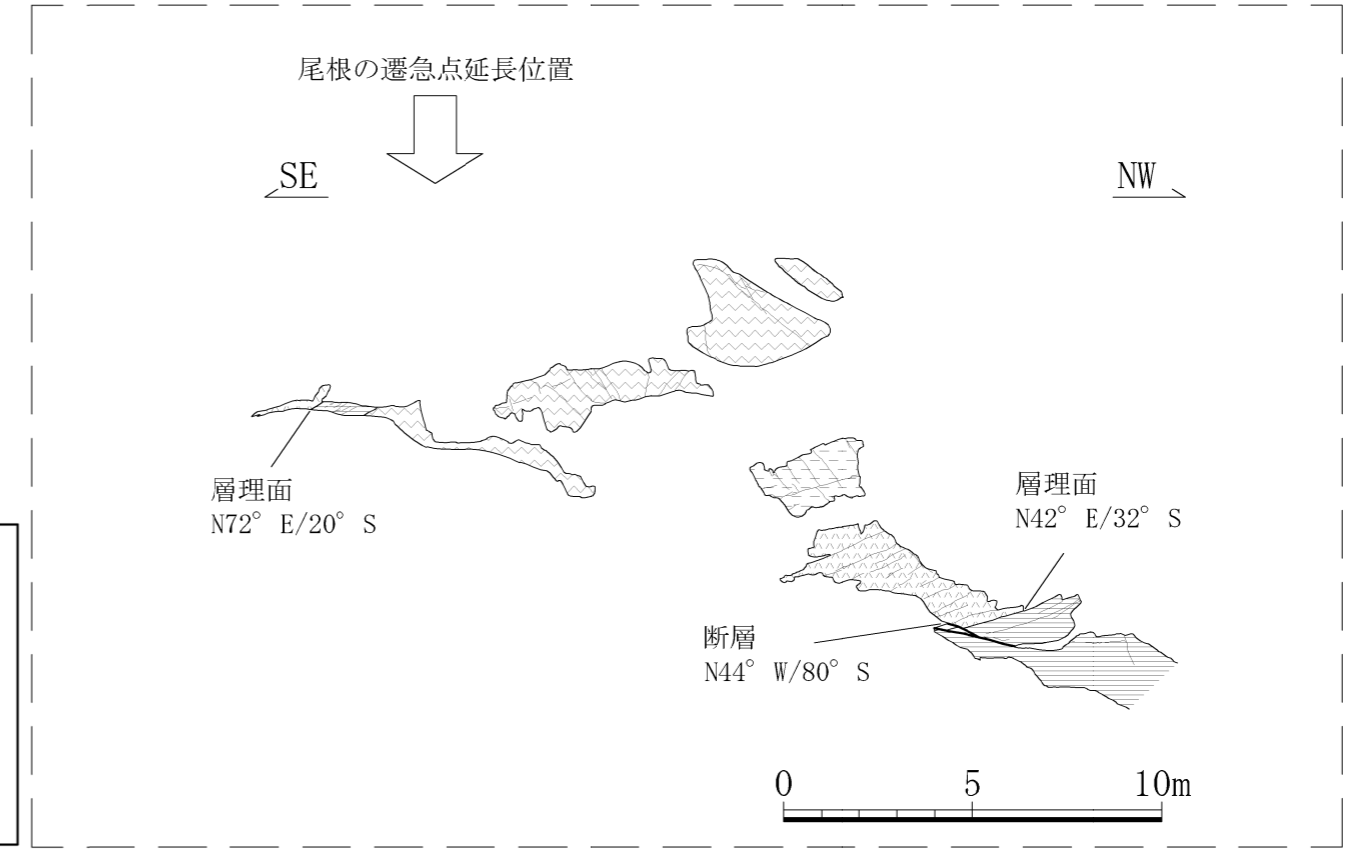 尾根の遷急点延長位置
SE
NW
層理面
N72° E/20° S
層理面
N42° E/32° S
断層
N44° W/80° S
0 5 10m